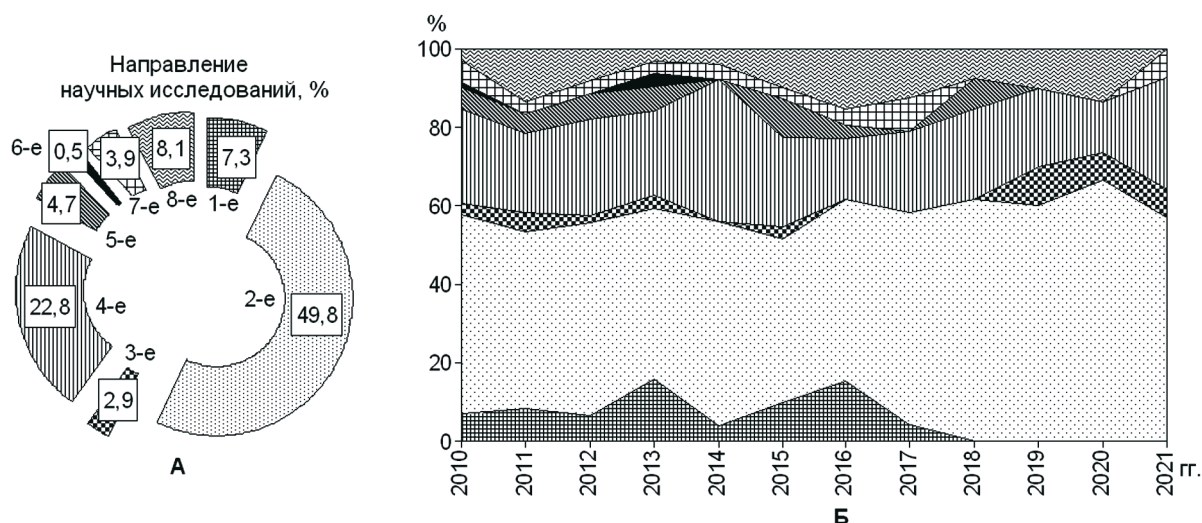 Направление
научных исследований, %
6-е
0,5
3,9
8,1
7,3
4,7
7-е
8-е
1-е
5-е
22,8
4-е
2-е
49,8
3-е
2,9
А
%
100
80
60
40
20
0
2010
2011
2012
2013
2014
2015
2016
2017
2018
2019
2020
2021
гг.
Б